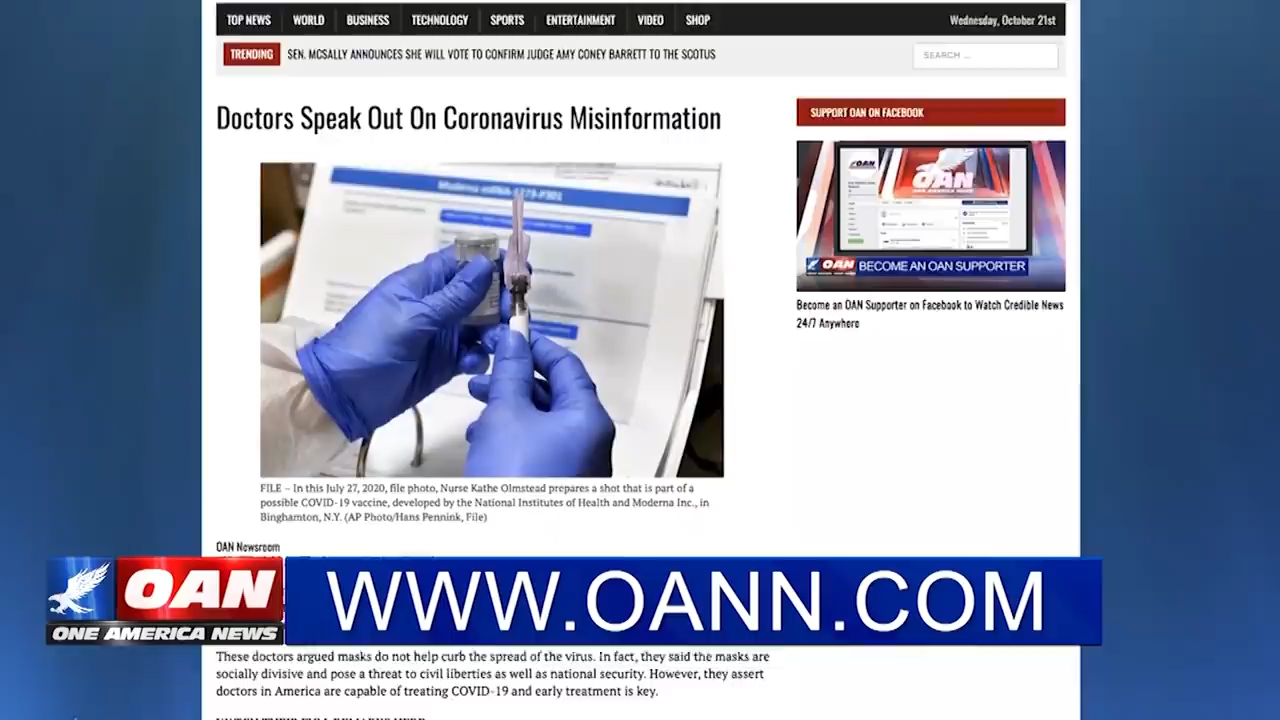 TOP NEWS WORLD BUSINESS TECHNOLOGY SPORTS ENTERTAINMENT VIDEO SHOP Wednesday, October 21st
TRENDING SEN. MCSALLY ANNOUNCES SHE WILL VOTE TO CONFIRM JUDGE AMY CONEY BARRETT TO THE SCOTUS
SEARCH ...
Doctors Speak Out On Coronavirus Misinformation
SUPPORT OAN ON FACEBOOK
OAN
OAN
ONE AMERICA NEWS
OAN BECOME AN OAN SUPPORTER
Become an OAN Supporter on Facebook to Watch Credible News
24/7 Anywhere
FILE – In this July 27, 2020, file photo, Nurse Kathe Olmstead prepares a shot that is part of a
possible COVID-19 vaccine, developed by the National Institutes of Health and Moderna Inc., in
Binghamton, N.Y. (AP Photo/Hans Pennink, File)
OAN Newsroom
OAN
ONE AMERICA NEWS
WWW.OANN.COM
These doctors argued masks do not help curb the spread of the virus. In fact, they said the masks are
socially divisive and pose a threat to civil liberties as well as national security. However, they assert
doctors in America are capable of treating COVID-19 and early treatment is key.